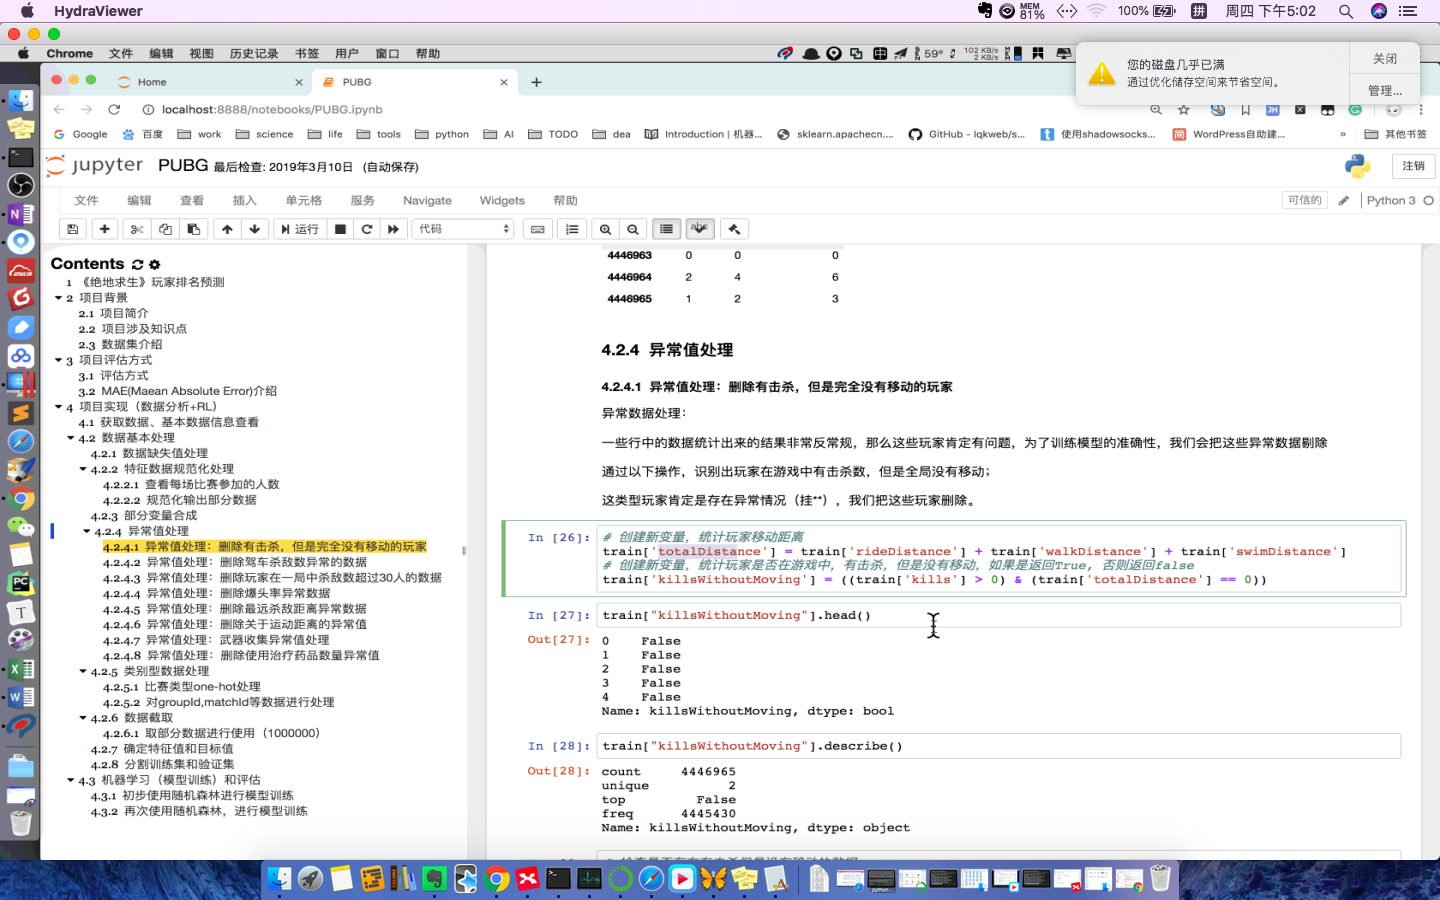 HydraViewer
MEM 81% 100% 拼 周四 下午5:02
Chrome 文件 编辑 视图 历史记录 书签 用户 窗口 帮助
59° 102 KB/s 2 KB/s
您的磁盘几乎已满 关闭
通过优化储存空间来节省空间。 管理...
Home PUBG
localhost:8888/notebooks/PUBG.ipynb
Google 百度 work science life tools python AI TODO dea Introduction | 机器... sklearn.apachecn.... GitHub - lqkweb/s... 使用shadowsocks... WordPress自助建... » 其他书签
jupyter PUBG 最后检查: 2019年3月10日 (自动保存) 注销
文件 编辑 查看 插入 单元格 服务 Navigate Widgets 帮助 可信的 Python 3
运行 代码
Contents
1 《绝地求生》玩家排名预测
2 项目背景
2.1 项目简介
2.2 项目涉及知识点
2.3 数据集介绍
3 项目评估方式
3.1 评估方式
3.2 MAE(Maean Absolute Error)介绍
4 项目实现（数据分析+RL）
4.1 获取数据、基本数据信息查看
4.2 数据基本处理
4.2.1 数据缺失值处理
4.2.2 特征数据规范化处理
4.2.2.1 查看每场比赛参加的人数
4.2.2.2 规范化输出部分数据
4.2.3 部分变量合成
4.2.4 异常值处理
4.2.4.1 异常值处理：删除有击杀，但是完全没有移动的玩家
4.2.4.2 异常值处理：删除驾车杀敌数异常的数据
4.2.4.3 异常值处理：删除玩家在一局中杀敌数超过30人的数据
4.2.4.4 异常值处理：删除爆头率异常数据
4.2.4.5 异常值处理：删除最远杀敌距离异常数据
4.2.4.6 异常值处理：删除关于运动距离的异常值
4.2.4.7 异常值处理：武器收集异常值处理
4.2.4.8 异常值处理：删除使用治疗药品数量异常值
4.2.5 类别型数据处理
4.2.5.1 比赛类型one-hot处理
4.2.5.2 对groupId,matchId等数据进行处理
4.2.6 数据截取
4.2.6.1 取部分数据进行使用（1000000）
4.2.7 确定特征值和目标值
4.2.8 分割训练集和验证集
4.3 机器学习（模型训练）和评估
4.3.1 初步使用随机森林进行模型训练
4.3.2 再次使用随机森林，进行模型训练
4446963 0 0 0
4446964 2 4 6
4446965 1 2 3
4.2.4 异常值处理
4.2.4.1 异常值处理：删除有击杀，但是完全没有移动的玩家
异常数据处理：
一些行中的数据统计出来的结果非常反常规，那么这些玩家肯定有问题，为了训练模型的准确性，我们会把这些异常数据剔除
通过以下操作，识别出玩家在游戏中有击杀数，但是全局没有移动；
这类型玩家肯定是存在异常情况（挂**），我们把这些玩家删除。
In [26]: # 创建新变量，统计玩家移动距离
train['totalDistance'] = train['rideDistance'] + train['walkDistance'] + train['swimDistance']
# 创建新变量，统计玩家是否在游戏中，有击杀，但是没有移动，如果是返回True, 否则返回false
train['killsWithoutMoving'] = ((train['kills'] > 0) & (train['totalDistance'] == 0))
In [27]: train["killsWithoutMoving"].head()
Out[27]: 0 False
1 False
2 False
3 False
4 False
Name: killsWithoutMoving, dtype: bool
In [28]: train["killsWithoutMoving"].describe()
Out[28]: count 4446965
unique 2
top False
freq 4445430
Name: killsWithoutMoving, dtype: object